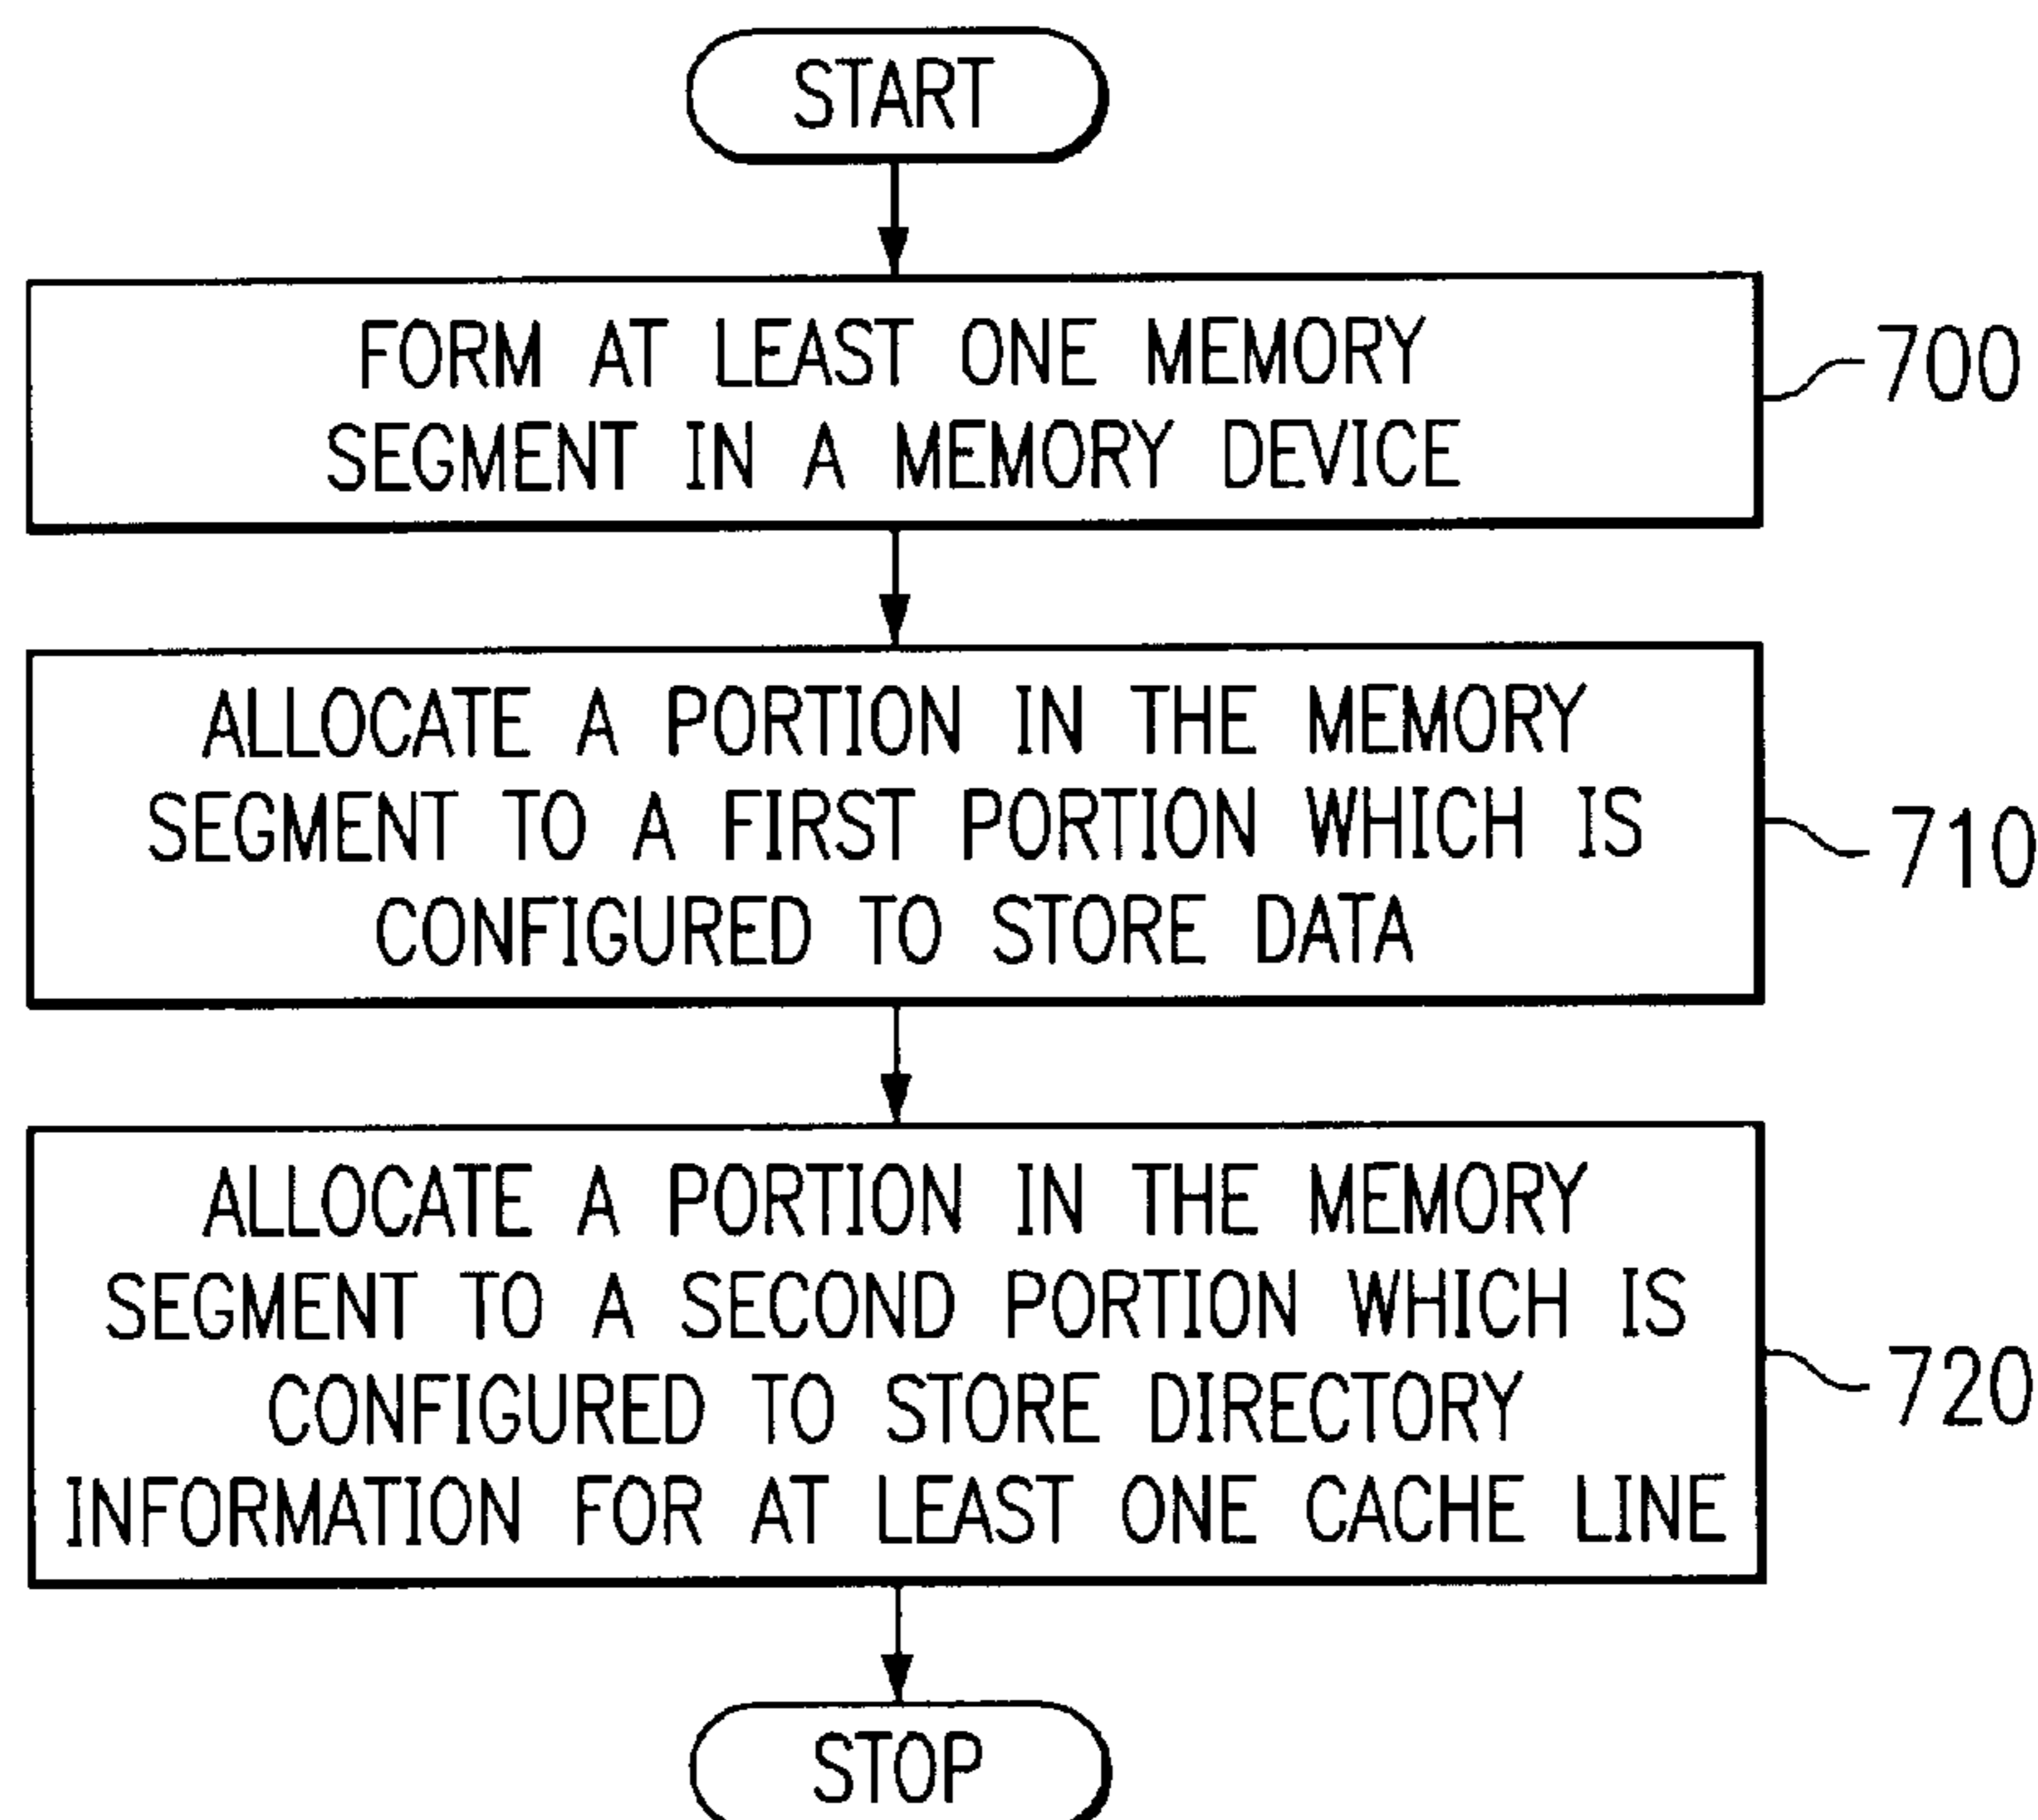 START
FORM AT LEAST ONE MEMORY
SEGMENT IN A MEMORY DEVICE
700
ALLOCATE A PORTION IN THE MEMORY
SEGMENT TO A FIRST PORTION WHICH IS
CONFIGURED TO STORE DATA
710
ALLOCATE A PORTION IN THE MEMORY
SEGMENT TO A SECOND PORTION WHICH IS
CONFIGURED TO STORE DIRECTORY
INFORMATION FOR AT LEAST ONE CACHE LINE
720
STOP